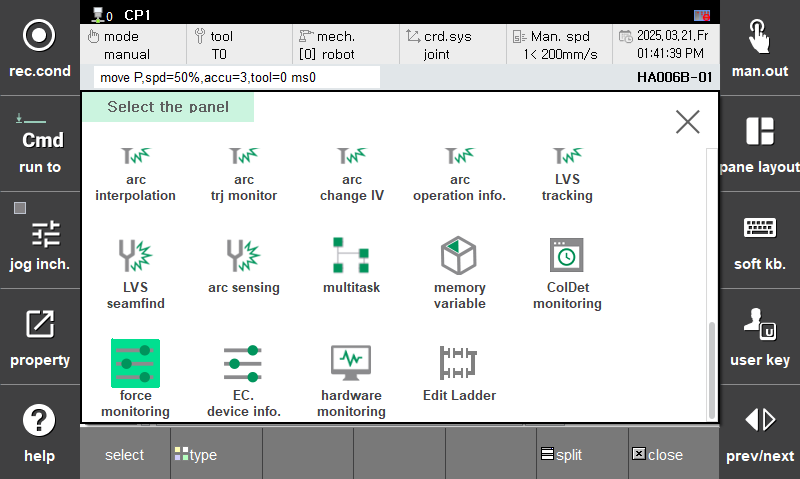 0 CP1
rec.cond
mode
manual
tool
T0
mech.
[0] robot
crd.sys
joint
Man. spd
1< 200mm/s
2025,03,21,Fr
01:41:39 PM
man.out
move P,spd=50%,accu=3,tool=0 ms0
HA006B-01
Select the panel
Cmd
run to
pane layout
arc
interpolation
arc
trj monitor
arc
change IV
arc
operation info.
LVS
tracking
jog inch.
soft kb.
LVS
seamfind
arc sensing
multitask
memory
variable
ColDet
monitoring
property
u
user key
force
monitoring
EC.
device info.
hardware
monitoring
Edit Ladder
?
help
select
type
split
close
prev/next